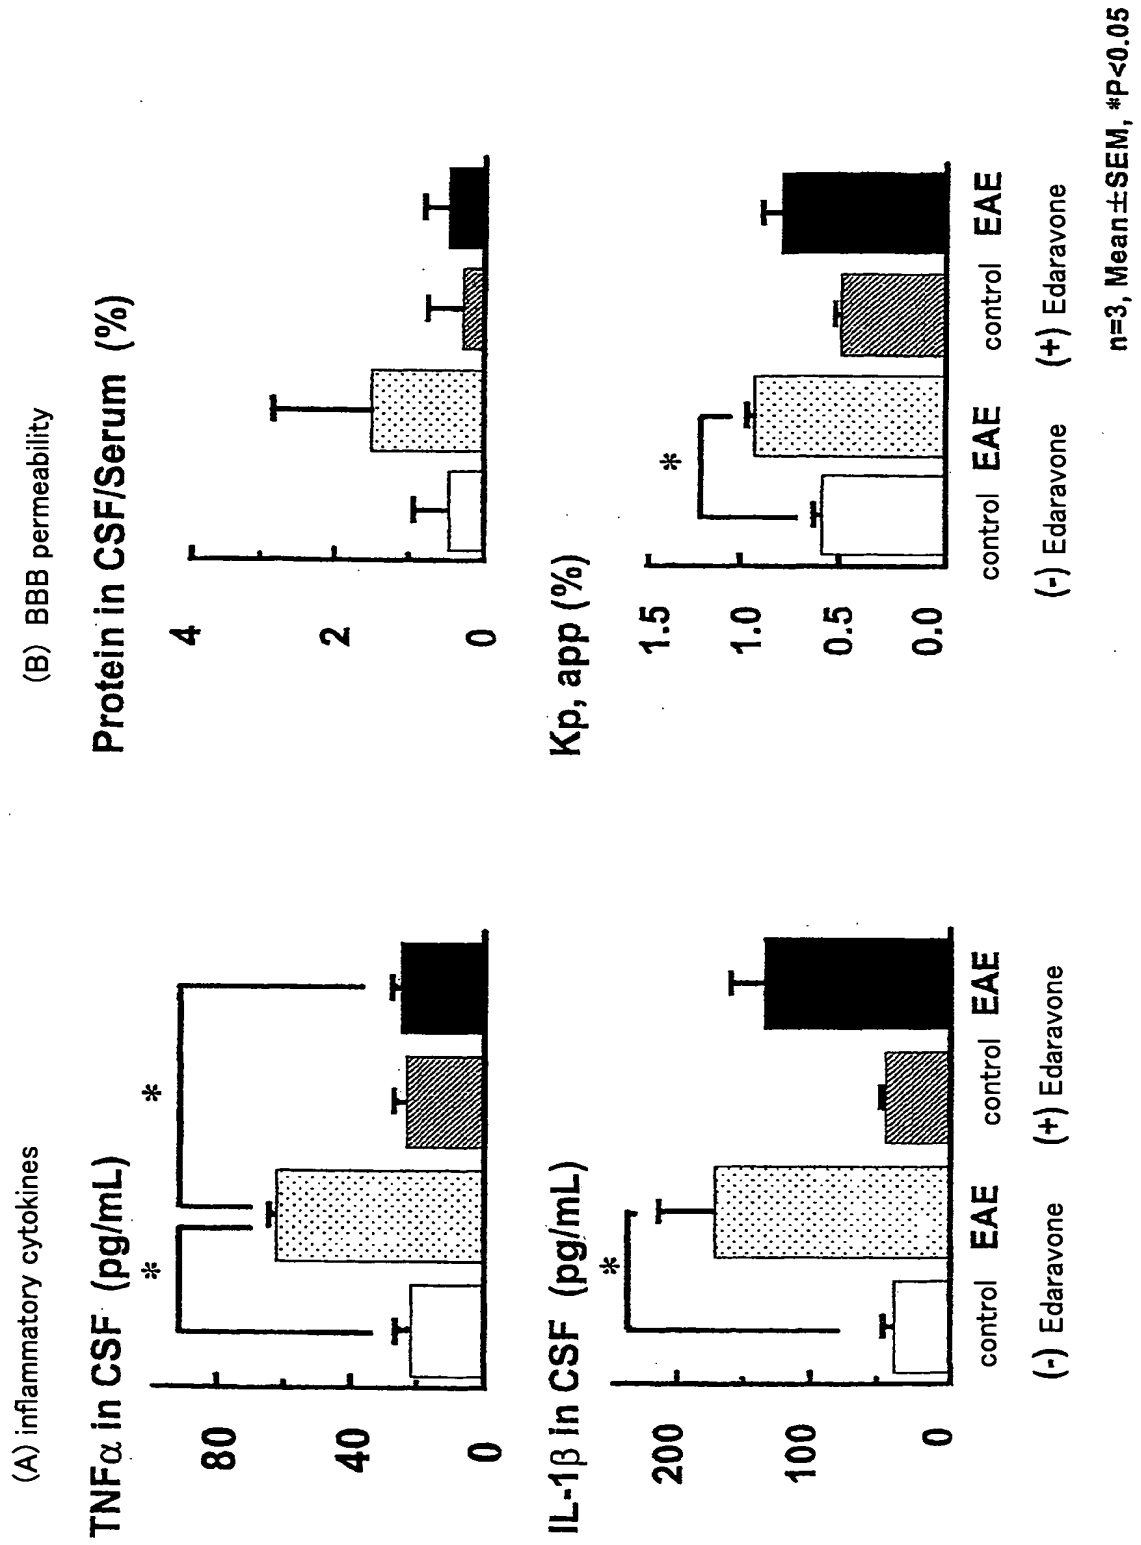 (A) inflammatory cytokines
TNFα in CSF (pg/mL)
80
40
0
*
*
IL-1β in CSF (pg/mL)
200
100
0
*
control EAE control EAE
(-) Edaravone (+) Edaravone
(B) BBB permeability
Protein in CSF/Serum (%)
4
2
0
Kp, app (%)
1.5
1.0
0.5
0.0
*
control EAE control EAE
(-) Edaravone (+) Edaravone
n=3, Mean±SEM, *P<0.05